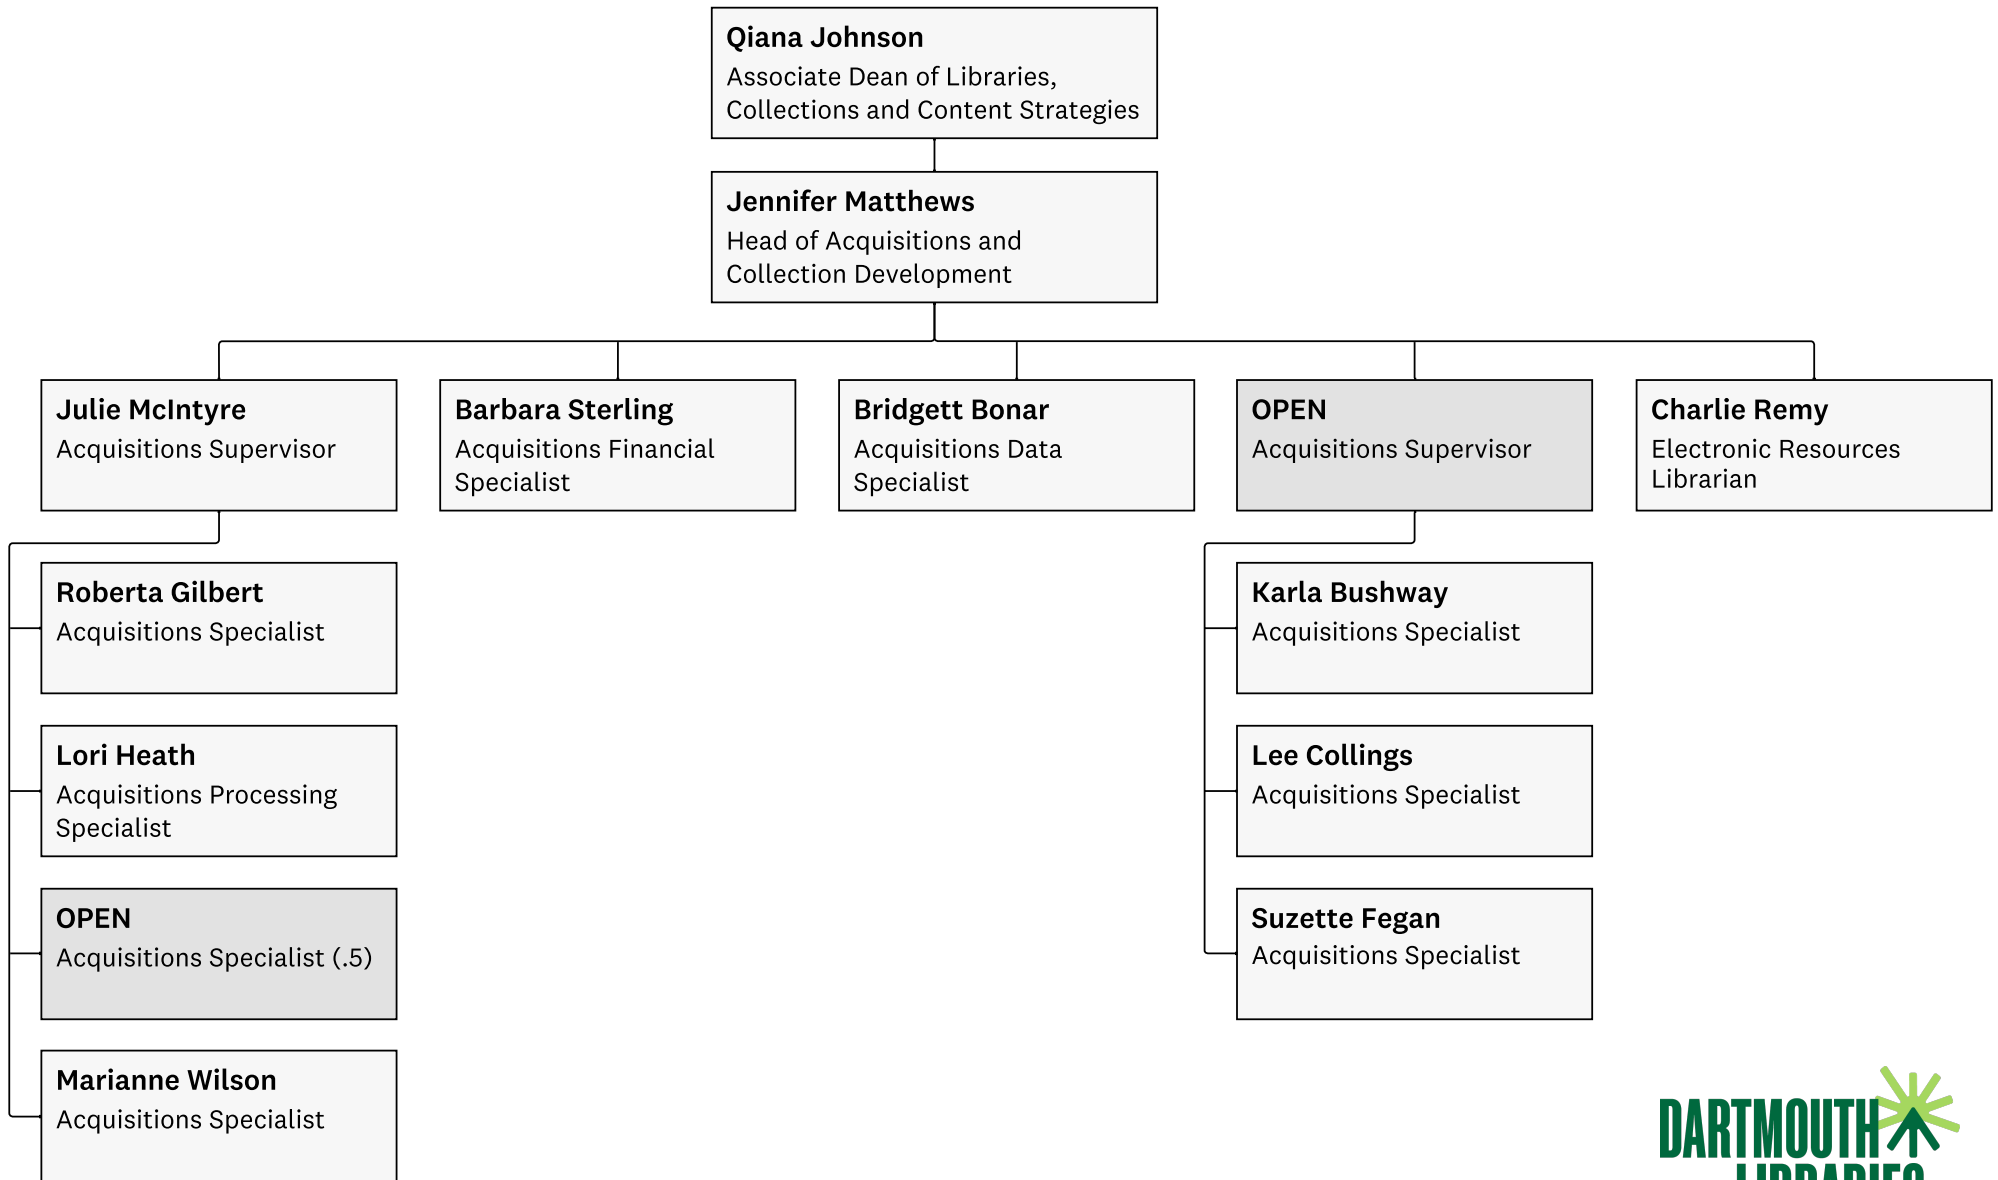 Qiana Johnson
Associate Dean of Libraries,
Collections and Content Strategies
Jennifer Matthews
Head of Acquisitions and
Collection Development
Julie McIntyre
Acquisitions Supervisor
Barbara Sterling
Acquisitions Financial
Specialist
Bridgett Bonar
Acquisitions Data
Specialist
OPEN
Acquisitions Supervisor
Charlie Remy
Electronic Resources
Librarian
Roberta Gilbert
Acquisitions Specialist
Lori Heath
Acquisitions Processing
Specialist
OPEN
Acquisitions Specialist (.5)
Marianne Wilson
Acquisitions Specialist
Karla Bushway
Acquisitions Specialist
Lee Collings
Acquisitions Specialist
Suzette Fegan
Acquisitions Specialist
DARTMOUTH
LIBRARIES